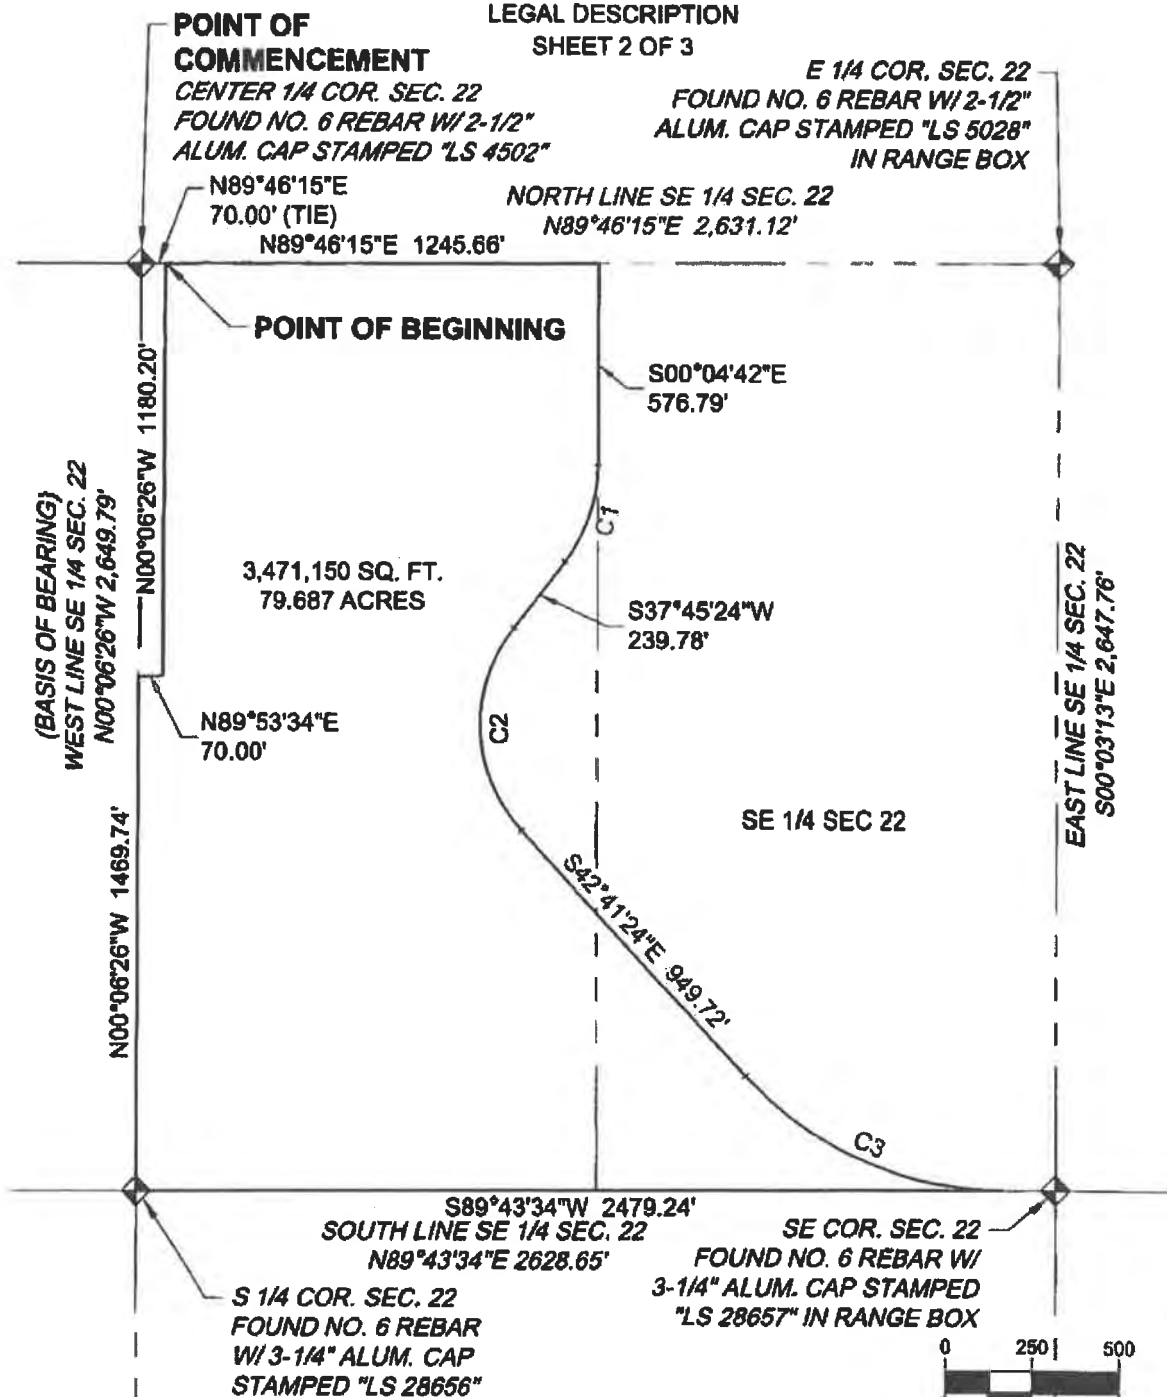 LEGAL DESCRIPTION
SHEET 2 OF 3
POINT OF
COMMENCEMENT
CENTER 1/4 COR. SEC. 22
FOUND NO. 6 REBAR W/ 2-1/2"
ALUM. CAP STAMPED "LS 4502"
E 1/4 COR. SEC. 22
FOUND NO. 6 REBAR W/ 2-1/2"
ALUM. CAP STAMPED "LS 5028"
IN RANGE BOX
N89°46'15"E
70.00' (TIE)
NORTH LINE SE 1/4 SEC. 22
N89°46'15"E 2,631.12'
N89°46'15"E 1245.66'
POINT OF BEGINNING
N00°06'26"W 1180.20'
S00°04'42"E
576.79'
C1
(BASIS OF BEARING)
WEST LINE SE 1/4 SEC. 22
N00°06'26"W 2,649.79'
3,471,150 SQ. FT.
79.687 ACRES
S37°45'24"W
239.78'
EAST LINE SE 1/4 SEC. 22
S00°03'13"E 2,647.76'
N89°53'34"E
70.00'
C2
SE 1/4 SEC 22
N00°06'26"W 1469.74'
S42°41'24"E 949.72'
C3
S89°43'34"W 2479.24'
SOUTH LINE SE 1/4 SEC. 22
N89°43'34"E 2628.65'
SE COR. SEC. 22
FOUND NO. 6 REBAR W/
3-1/4" ALUM. CAP STAMPED
"LS 28657" IN RANGE BOX
S 1/4 COR. SEC. 22
FOUND NO. 6 REBAR
W/ 3-1/4" ALUM. CAP
STAMPED "LS 28656"
0 250 500